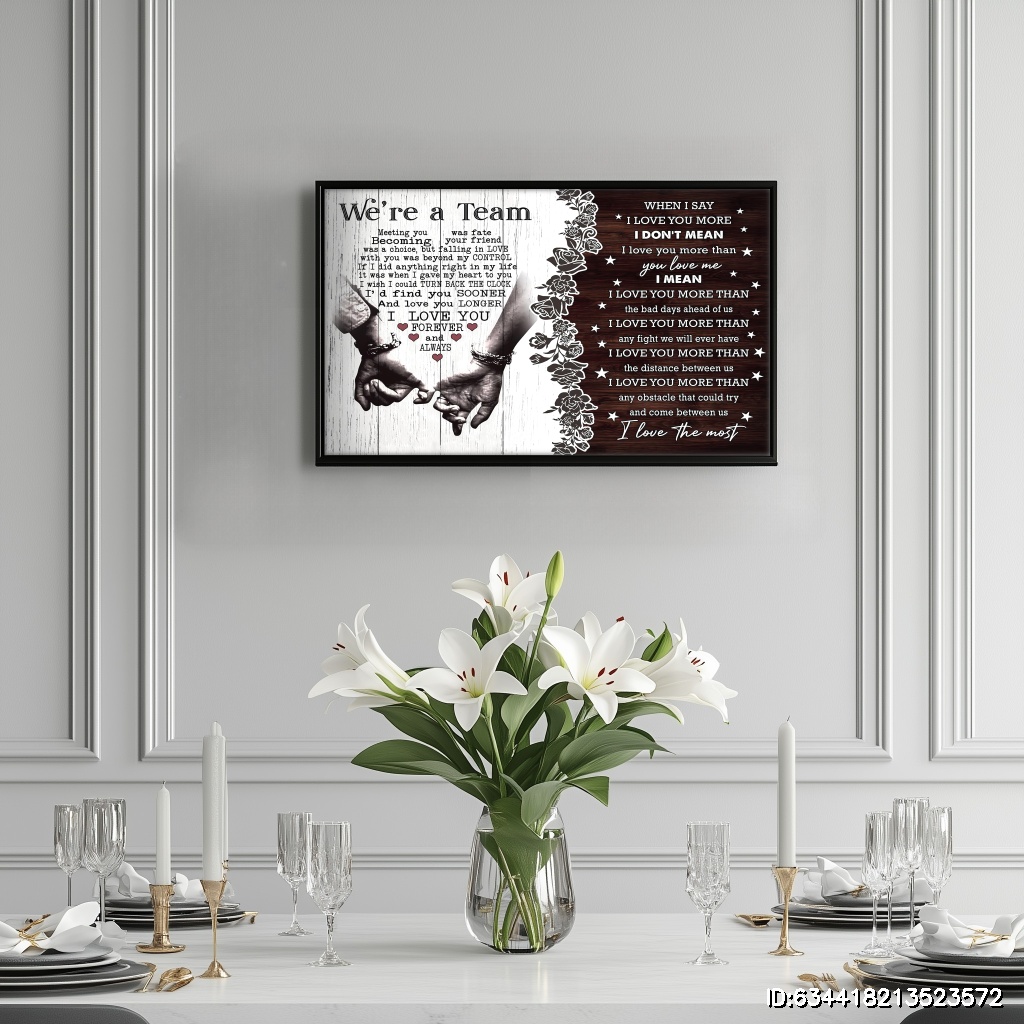 We're a Team
Meeting you was fate
Becoming your friend
was a choice, but falling in LOVE
with you was beyond my CONTROL
If I did anything right in my life
it was when I gave my heart to you
I wish I could TURN BACK THE CLOCK
I'd find you SOONER
And love you LONGER
I LOVE YOU
FOREVER
and
ALWAYS
WHEN I SAY
I LOVE YOU MORE
I DON'T MEAN
I love you more than
you love me
I MEAN
I LOVE YOU MORE THAN
the bad days ahead of us
I LOVE YOU MORE THAN
any fight we will ever have
I LOVE YOU MORE THAN
the distance between us
I LOVE YOU MORE THAN
any obstacle that could try
and come between us
I love the most
ID:634418213523572